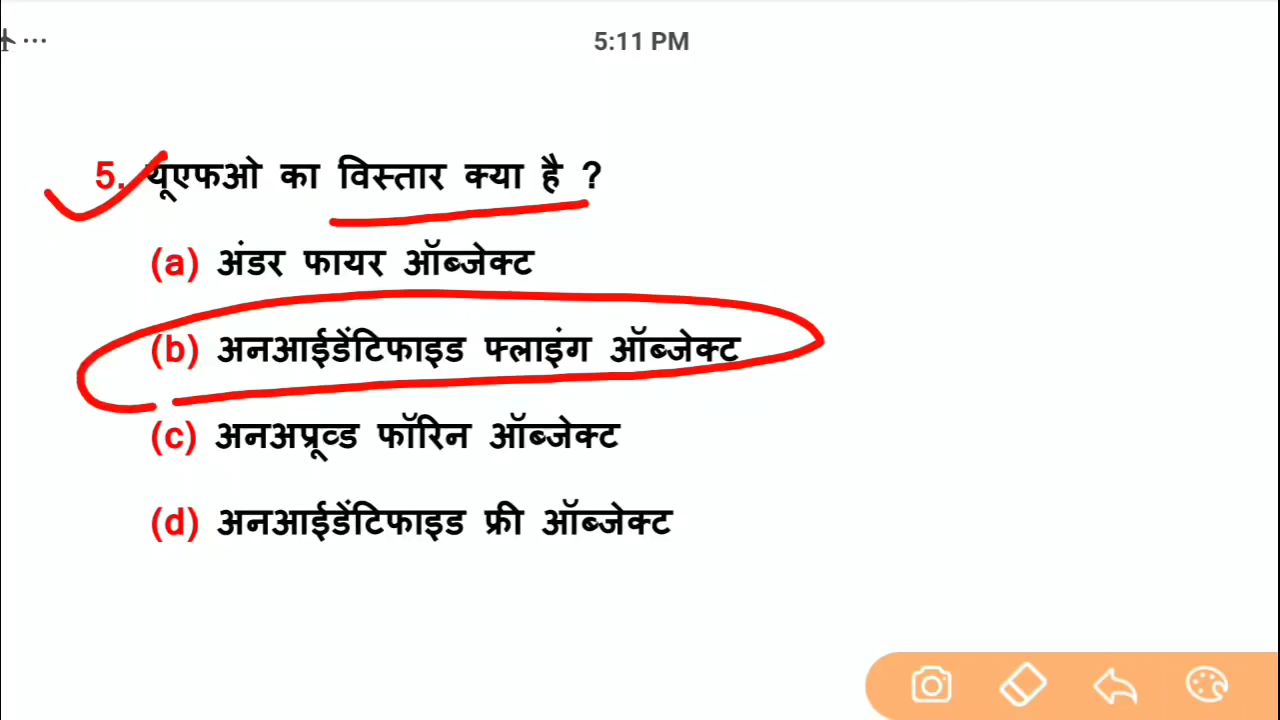 5:11 PM
5. यूएफओ का विस्तार क्या है ?
(a) अंडर फायर ऑब्जेक्ट
(b) अनआईडेंटिफाइड फ्लाइंग ऑब्जेक्ट
(c) अनअप्रूव्ड फॉरिन ऑब्जेक्ट
(d) अनआईडेंटिफाइड फ्री ऑब्जेक्ट